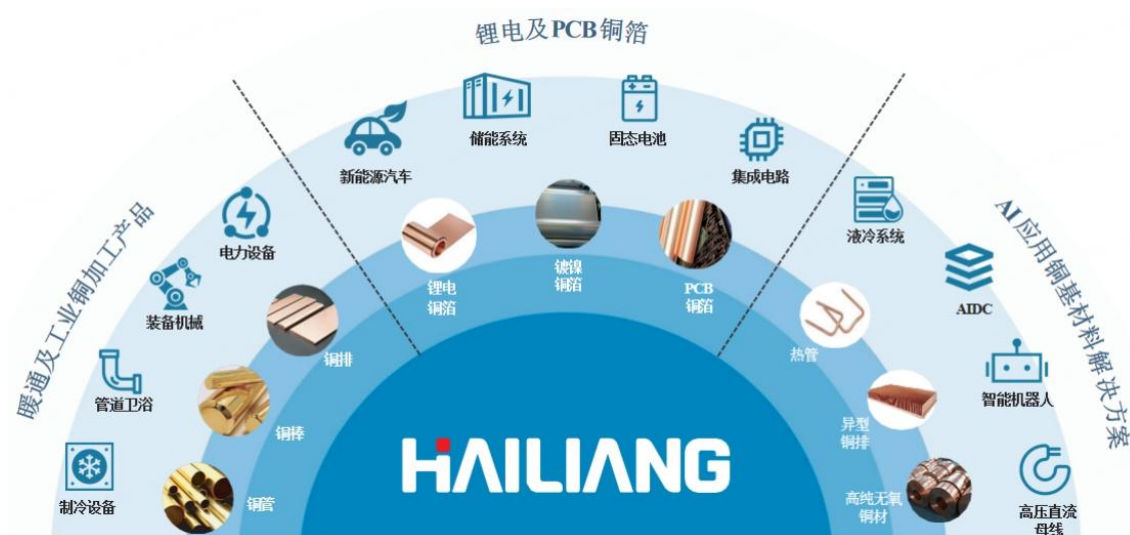 锂电及PCB铜箔
新能源汽车
储能系统
固态电池
集成电路
锂电
铜箔
镀镍
铜箔
PCB
铜箔
暖通及工业铜加工产品
电力设备
装备机械
管道卫浴
制冷设备
铜排
铜棒
铜管
AI应用铜基材料解决方案
液冷系统
AIDC
智能机器人
高压直流
母线
热管
异型
铜排
高纯无氧
铜材
HAILIANG